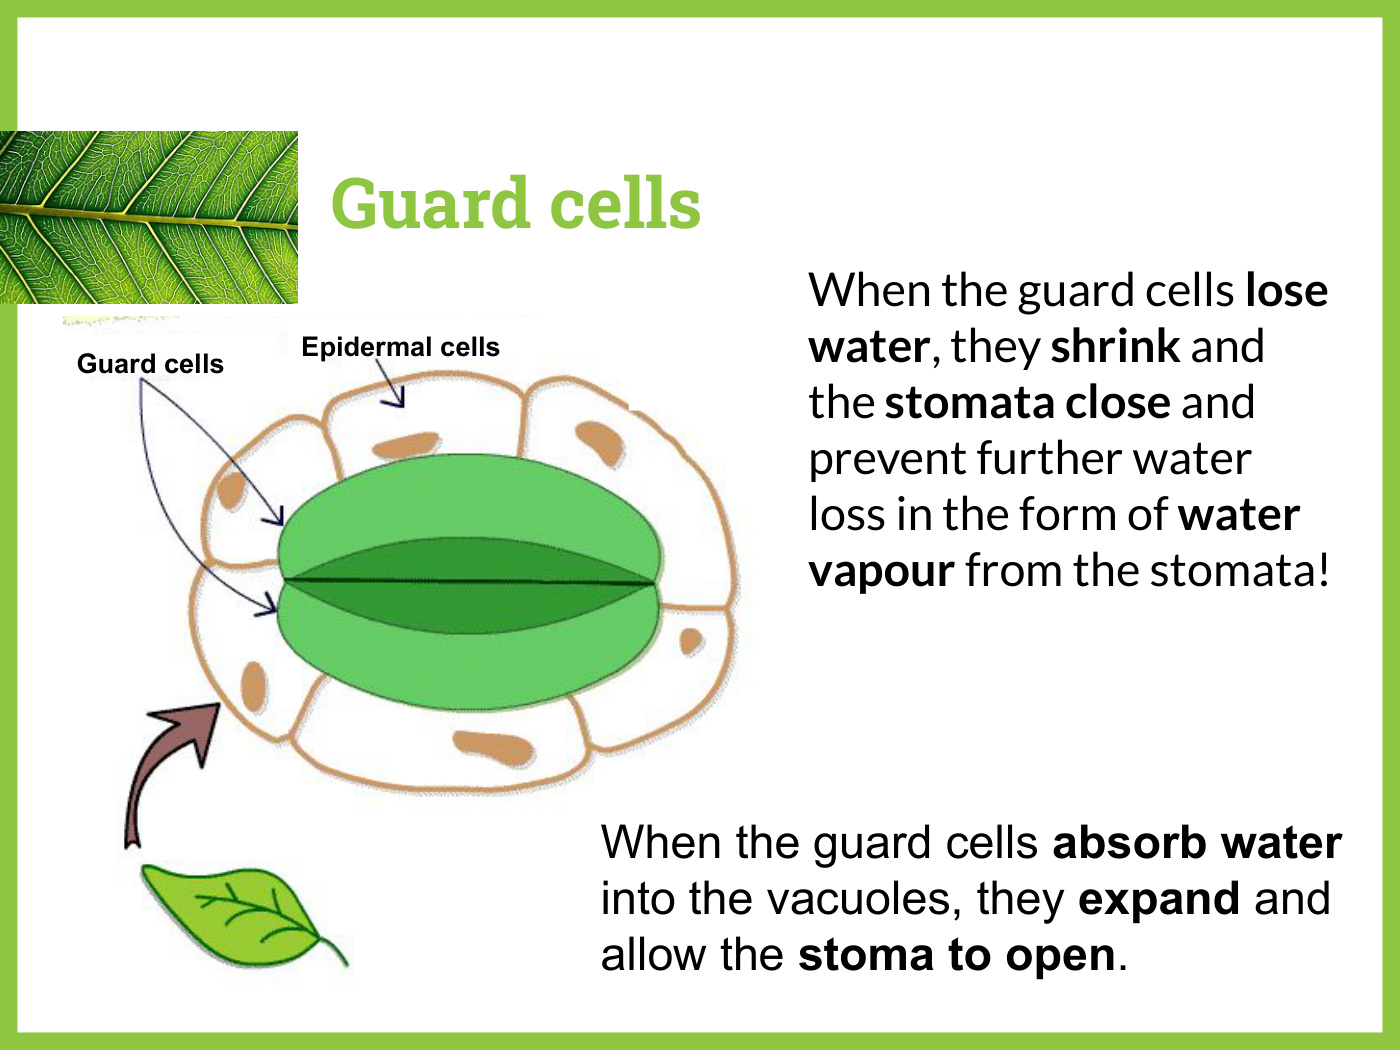 Guard cells
When the guard cells lose
water, they shrink and
the stomata close and
prevent further water
loss in the form of water
vapour from the stomata!
Epidermal cells
Guard cells
When the guard cells absorb water
into the vacuoles, they expand and
allow the stoma to open.